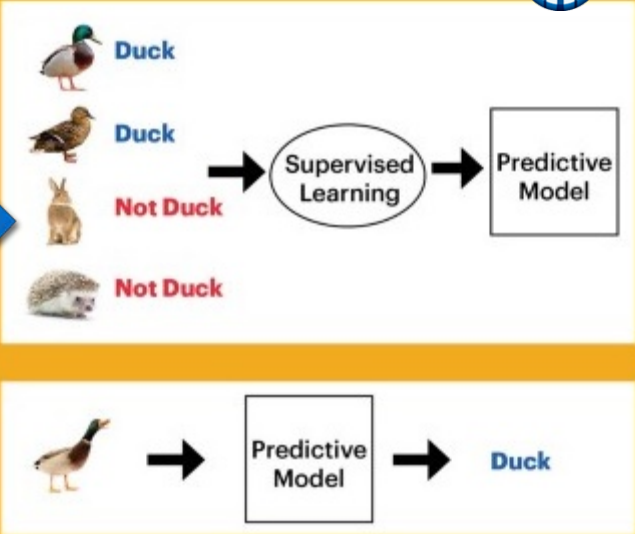 Duck
Duck
Supervised
Learning
Predictive
Model
Not Duck
Not Duck
Predictive
Model
Duck